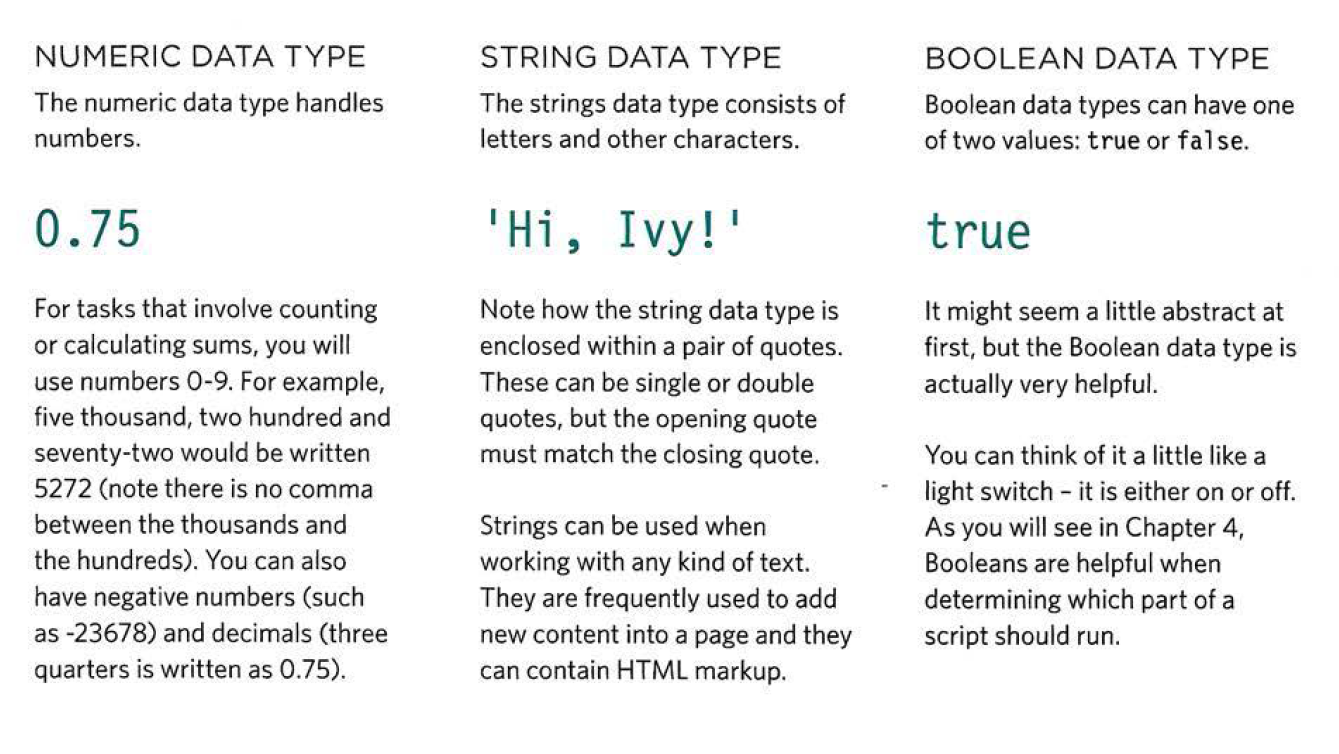 NUMERIC DATA TYPE
The numeric data type handles
numbers.
0.75
For tasks that involve counting
or calculating sums, you will
use numbers 0-9. For example,
five thousand, two hundred and
seventy-two would be written
5272 (note there is no comma
between the thousands and
the hundreds). You can also
have negative numbers (such
as -23678) and decimals (three
quarters is written as 0.75).
STRING DATA TYPE
The strings data type consists of
letters and other characters.
'Hi, Ivy!'
Note how the string data type is
enclosed within a pair of quotes.
These can be single or double
quotes, but the opening quote
must match the closing quote.
Strings can be used when
working with any kind of text.
They are frequently used to add
new content into a page and they
can contain HTML markup.
BOOLEAN DATA TYPE
Boolean data types can have one
of two values: true or false.
true
It might seem a little abstract at
first, but the Boolean data type is
actually very helpful.
You can think of it a little like a
light switch – it is either on or off.
As you will see in Chapter 4,
Booleans are helpful when
determining which part of a
script should run.